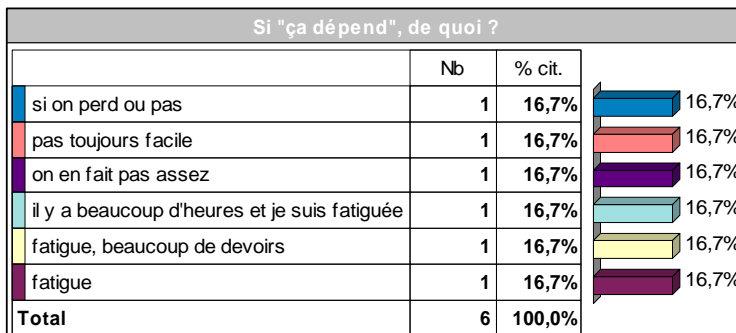 Si "ça dépend", de quoi ?
Nb % cit.
si on perd ou pas 1 16,7% 16,7%
pas toujours facile 1 16,7% 16,7%
on en fait pas assez 1 16,7% 16,7%
il y a beaucoup d'heures et je suis fatiguée 1 16,7% 16,7%
fatigue, beaucoup de devoirs 1 16,7% 16,7%
fatigue 1 16,7% 16,7%
Total 6 100,0%